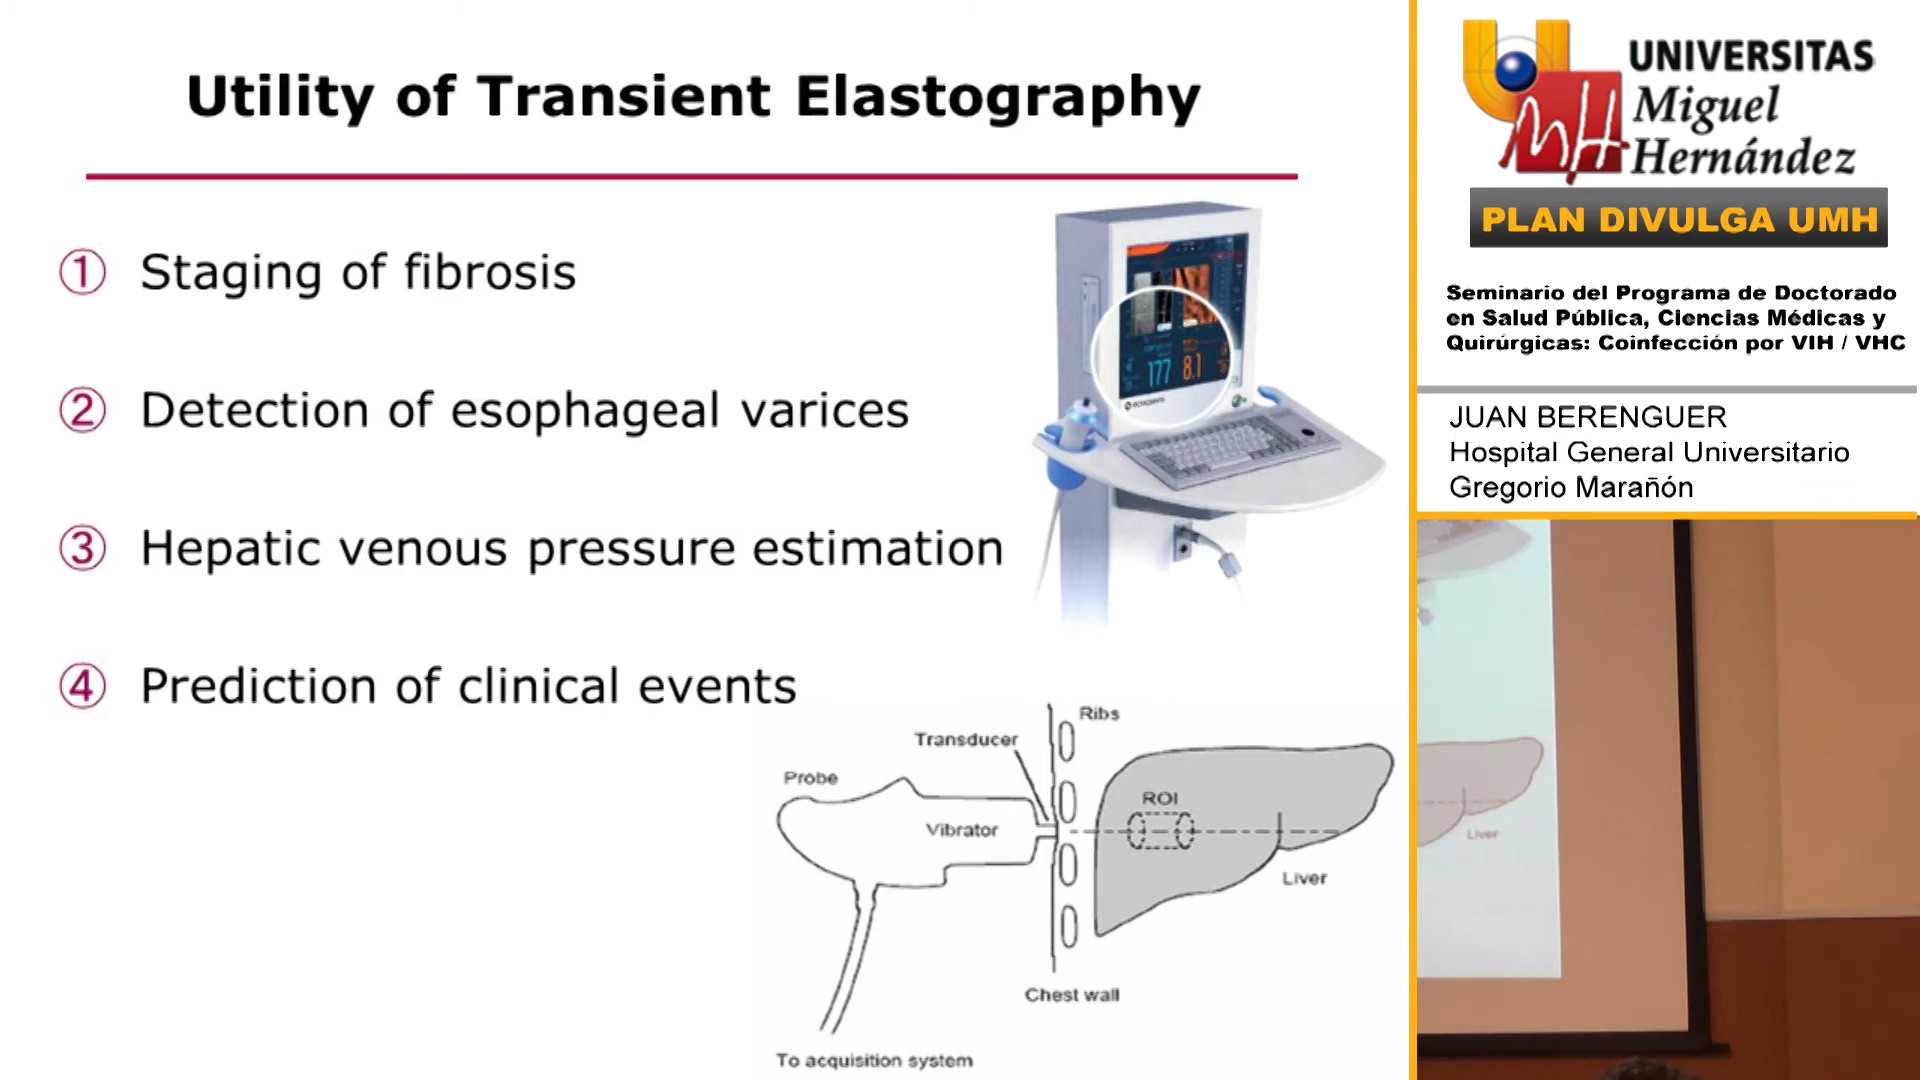 Utility of Transient Elastography
① Staging of fibrosis
② Detection of esophageal varices
③ Hepatic venous pressure estimation
④ Prediction of clinical events
177 8.1
Ribs
Transducer
Probe
ROI
Vibrator
Liver
Chest wall
To acquisition system
UNIVERSITAS
Miguel
Hernández
PLAN DIVULGA UMH
Seminario del Programa de Doctorado
en Salud Pública, Ciencias Médicas y
Quirúrgicas: Coinfección por VIH / VHC
JUAN BERENGUER
Hospital General Universitario
Gregorio Marañón
Liver